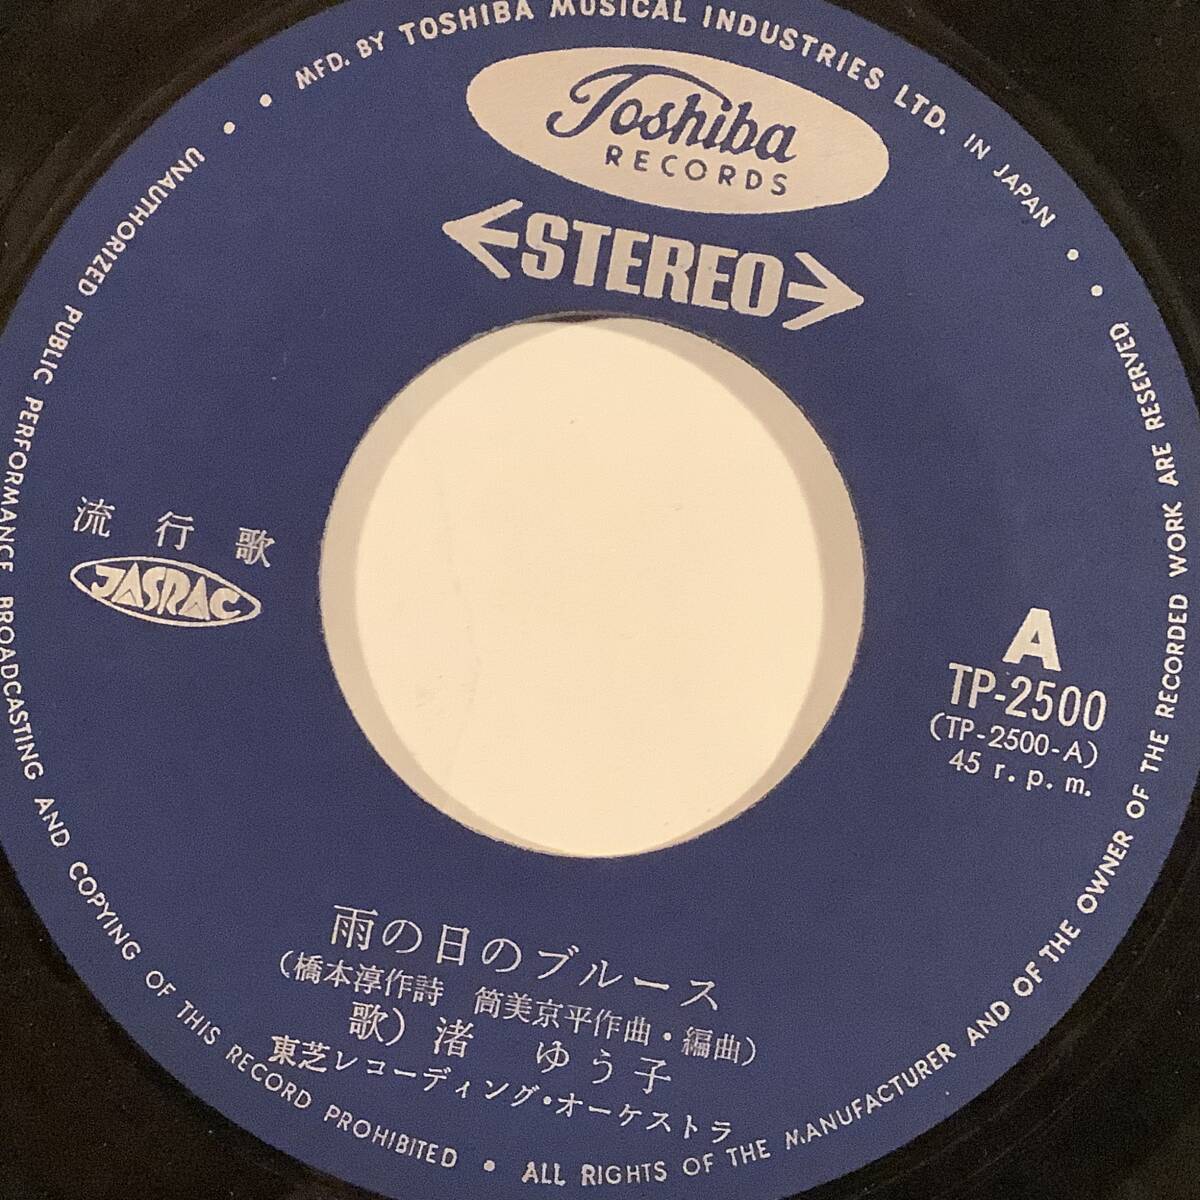 MFD. BY TOSHIBA MUSICAL INDUSTRIES LTD. IN JAPAN
Toshiba
RECORDS
STEREO
流行歌
JASRAC
A
TP-2500
(TP-2500-A)
45 r.p.m.
雨の日のブルース
(橋本淳作詩 筒美京平作曲・編曲)
歌) 渚 ゆう子
東芝レコーディング・オーケストラ
UNAUTHORIZED PUBLIC PERFORMANCE BROADCASTING AND COPYING OF THIS RECORD PROHIBITED • ALL RIGHTS OF THE MANUFACTURER AND OF THE OWNER OF THE RECORDED WORK ARE RESERVED.